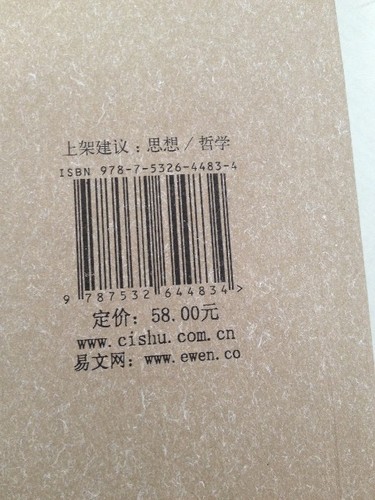 上架建议：思想/哲学
ISBN 978-7-5326-4483-4
9 787532 644834>
定价：58.00元
www.cishu.com.cn
易文网：www.ewen.co